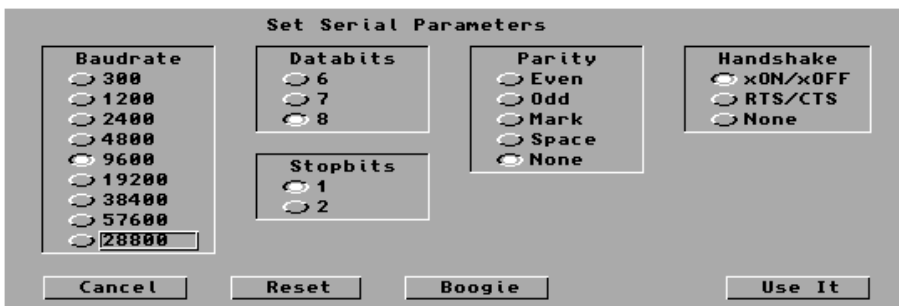 Set Serial Parameters
Baudrate
300
1200
2400
4800
9600
19200
38400
57600
28800
Databits
6
7
8
Stopbits
1
2
Parity
Even
Odd
Mark
Space
None
Handshake
xON/xOFF
RTS/CTS
None
Cancel
Reset
Boogie
Use It